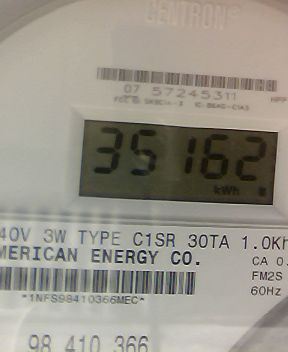 CENTRON®
07 57245311
35162
kWh
40V 3W TYPE C1SR 30TA 1.0Kh
MERICAN ENERGY CO.
CA 0.
FM2S
*1NFS98410366MEC*
60Hz
98 410 366